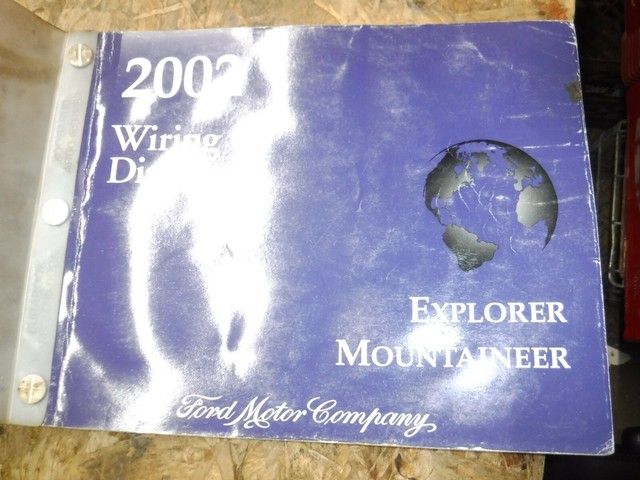 2002
Wiring
EXPLORER
MOUNTAINEER
Ford Motor Company